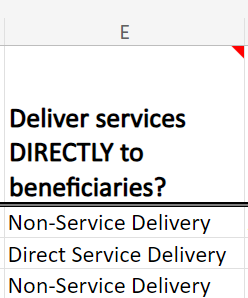 E
Deliver services
DIRECTLY to
beneficiaries?
Non-Service Delivery
Direct Service Delivery
Non-Service Delivery